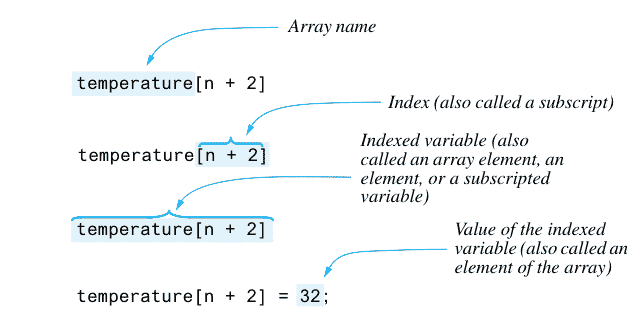 Array name
temperature[n + 2]
Index (also called a subscript)
temperature[n + 2]
Indexed variable (also
called an array element, an
element, or a subscripted
variable)
temperature[n + 2]
Value of the indexed
variable (also called an
element of the array)
temperature[n + 2] = 32;